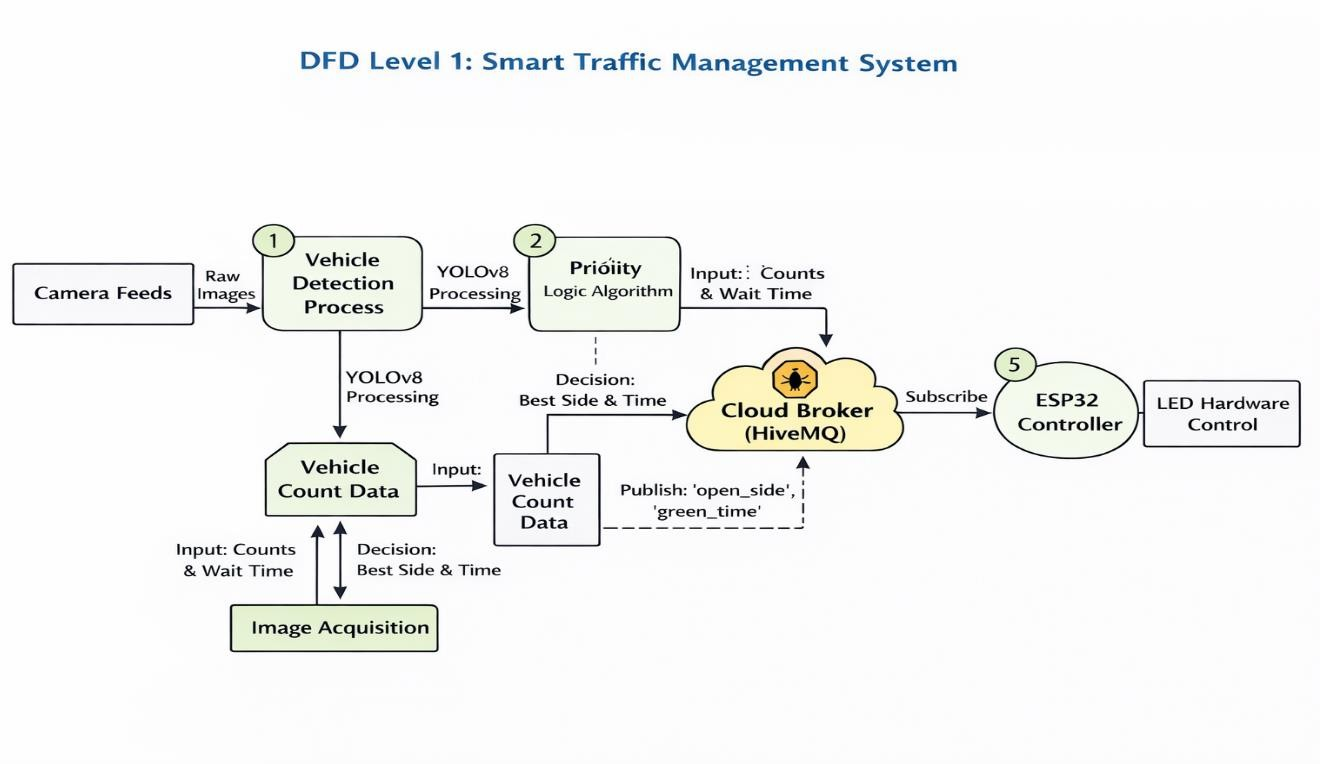 DFD Level 1: Smart Traffic Management System
1
2
Camera Feeds
Raw
Images
Vehicle
Detection
Process
YOLOv8
Processing
Logic Algorithm
Input: Counts
& Wait Time
YOLOv8
Processing
Decision:
Best Side & Time
Cloud Broker
(HiveMQ)
Subscribe
5
ESP32
Controller
LED Hardware
Control
Vehicle
Count Data
Input:
Vehicle
Count
Data
Publish: 'open_side',
'green_time'
Input: Counts
& Wait Time
Decision:
Best Side & Time
Image Acquisition